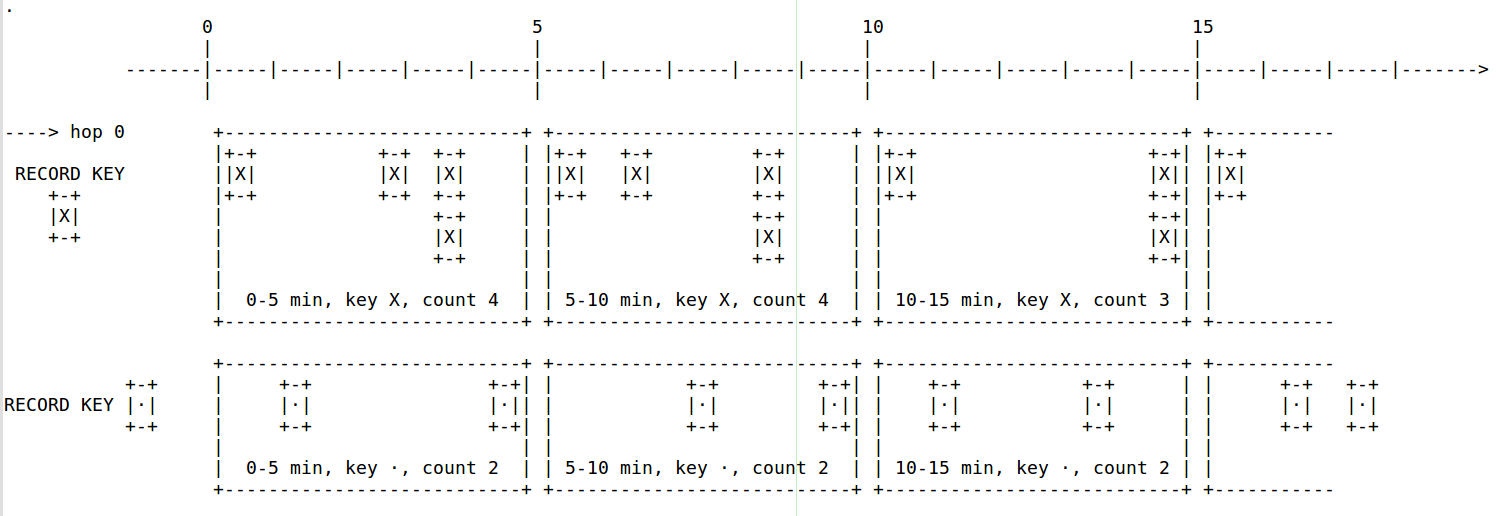 .
                  0                             5                             10                            15
                  |                             |                             |                             |
           -------|-----|-----|-----|-----|-----|-----|-----|-----|-----|-----|-----|-----|-----|-----|-----|-----|-----|-----|------->
                  |                             |                             |                             |

----> hop 0        +---------------------------+ +---------------------------+ +---------------------------+ +-----------
                   |+-+           +-+  +-+     | |+-+   +-+         +-+      | |+-+                     +-+| |+-+
 RECORD KEY        ||X|           |X|  |X|     | ||X|   |X|         |X|      | ||X|                     |X|| ||X|
    +-+            |+-+           +-+  +-+     | |+-+   +-+         +-+      | |+-+                     +-+| |+-+
    |X|            |                   +-+     | |                  +-+      | |                        +-+| |
    +-+            |                   |X|     | |                  |X|      | |                        |X|| |
                   |                   +-+     | |                  +-+      | |                        +-+| |
                   |                           | |                           | |                           | |
                   |  0-5 min, key X, count 4  | | 5-10 min, key X, count 4  | | 10-15 min, key X, count 3 | |
                   +---------------------------+ +---------------------------+ +---------------------------+ +-----------

                   +---------------------------+ +---------------------------+ +---------------------------+ +-----------
           +-+     |     +-+                +-+| |            +-+         +-+| |    +-+           +-+      | |      +-+   +-+
RECORD KEY |·|     |     |·|                |·|| |            |·|         |·|| |    |·|           |·|      | |      |·|   |·|
           +-+     |     +-+                +-+| |            +-+         +-+| |    +-+           +-+      | |      +-+   +-+
                   |                           | |                           | |                           | |
                   |  0-5 min, key ·, count 2  | | 5-10 min, key ·, count 2  | | 10-15 min, key ·, count 2 | |
                   +---------------------------+ +---------------------------+ +---------------------------+ +-----------